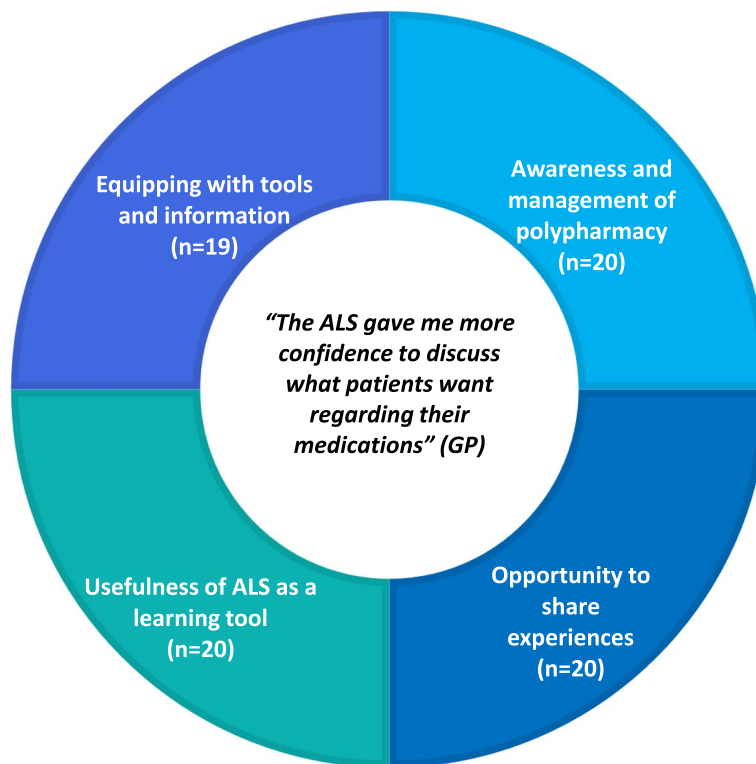 Equipping with tools
and information
(n=19)
Awareness and
management of
polypharmacy
(n=20)
“The ALS gave me more
confidence to discuss
what patients want
regarding their
medications” (GP)
Usefulness of ALS as a
learning tool
(n=20)
Opportunity to
share
experiences
(n=20)